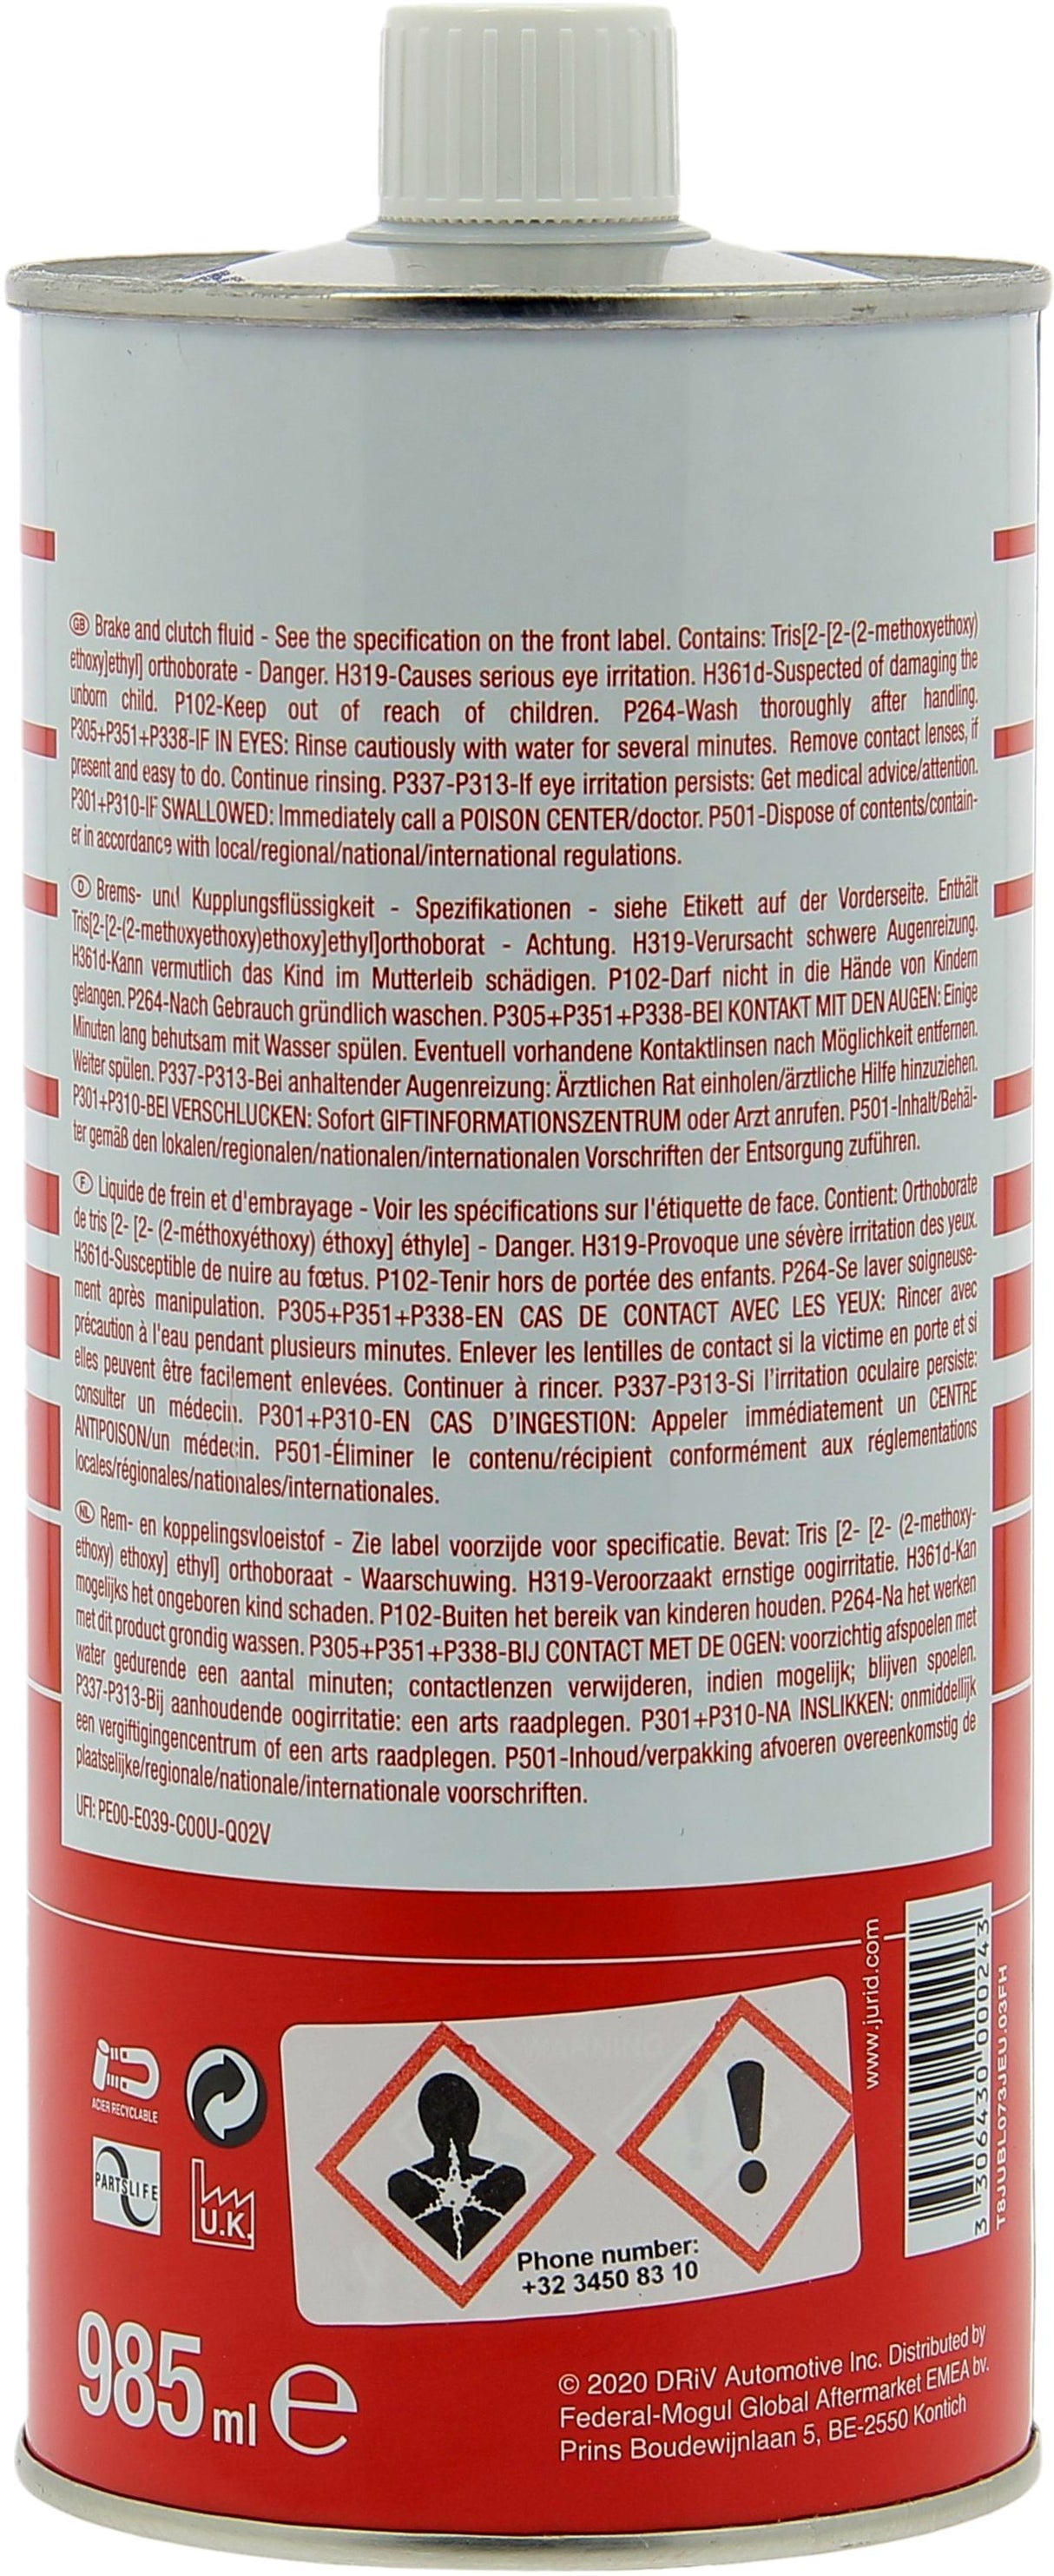 GB Brake and clutch fluid - See the specification on the front label. Contains: Tris[2-[2-(2-methoxyethoxy)
ethoxy]ethyl] orthoborate - Danger. H319-Causes serious eye irritation. H361d-Suspected of damaging the
unborn child. P102-Keep out of reach of children. P264-Wash thoroughly after handling.
P305+P351+P338-IF IN EYES: Rinse cautiously with water for several minutes. Remove contact lenses, if
present and easy to do. Continue rinsing. P337-P313-If eye irritation persists: Get medical advice/attention.
P301+P310-IF SWALLOWED: Immediately call a POISON CENTER/doctor. P501-Dispose of contents/contain-
er in accordance with local/regional/national/international regulations.
D Brems- und Kupplungsflüssigkeit - Spezifikationen - siehe Etikett auf der Vorderseite. Enthält
Tris[2-[2-(2-methoxyethoxy)ethoxy]ethyl]orthoborat - Achtung. H319-Verursacht schwere Augenreizung.
H361d-Kann vermutlich das Kind im Mutterleib schädigen. P102-Darf nicht in die Hände von Kindern
gelangen. P264-Nach Gebrauch gründlich waschen. P305+P351+P338-BEI KONTAKT MIT DEN AUGEN: Einige
Minuten lang behutsam mit Wasser spülen. Eventuell vorhandene Kontaktlinsen nach Möglichkeit entfernen.
Weiter spülen. P337-P313-Bei anhaltender Augenreizung: Ärztlichen Rat einholen/ärztliche Hilfe hinzuziehen.
P301+P310-BEI VERSCHLUCKEN: Sofort GIFTINFORMATIONSZENTRUM oder Arzt anrufen. P501-Inhalt/Behäl-
ter gemäß den lokalen/regionalen/nationalen/internationalen Vorschriften der Entsorgung zuführen.
F Liquide de frein et d'embrayage - Voir les spécifications sur l'étiquette de face. Contient: Orthoborate
de tris [2- [2- (2-méthoxyéthoxy) éthoxy] éthyle] - Danger. H319-Provoque une sévère irritation des yeux.
H361d-Susceptible de nuire au fœtus. P102-Tenir hors de portée des enfants. P264-Se laver soigneuse-
ment après manipulation. P305+P351+P338-EN CAS DE CONTACT AVEC LES YEUX: Rincer avec
précaution à l'eau pendant plusieurs minutes. Enlever les lentilles de contact si la victime en porte et si
elles peuvent être facilement enlevées. Continuer à rincer. P337-P313-Si l'irritation oculaire persiste:
consulter un médecin. P301+P310-EN CAS D'INGESTION: Appeler immédiatement un CENTRE
ANTIPOISON/un médecin. P501-Éliminer le contenu/récipient conformément aux réglementations
locales/régionales/nationales/internationales.
NL Rem- en koppelingsvloeistof - Zie label voorzijde voor specificatie. Bevat: Tris [2- [2- (2-methoxy-
ethoxy) ethoxy] ethyl] orthoboraat - Waarschuwing. H319-Veroorzaakt ernstige oogirritatie. H361d-Kan
mogelijks het ongeboren kind schaden. P102-Buiten het bereik van kinderen houden. P264-Na het werken
met dit product grondig wassen. P305+P351+P338-BIJ CONTACT MET DE OGEN: voorzichtig afspoelen met
water gedurende een aantal minuten; contactlenzen verwijderen, indien mogelijk; blijven spoelen.
P337-P313-Bij aanhoudende oogirritatie: een arts raadplegen. P301+P310-NA INSLIKKEN: onmiddellijk
een vergiftigingencentrum of een arts raadplegen. P501-Inhoud/verpakking afvoeren overeenkomstig de
plaatselijke/regionale/nationale/internationale voorschriften.
UFI: PE00-E039-C00U-Q02V
www.jurid.com
3 306430 000243
T8JUBL073JEU.03FH
ACIER RECYCLABLE
PARTSLIFE
U.K.
Phone number:
+32 3450 83 10
985 ml e
© 2020 DRiV Automotive Inc. Distributed by
Federal-Mogul Global Aftermarket EMEA bv.
Prins Boudewijnlaan 5, BE-2550 Kontich